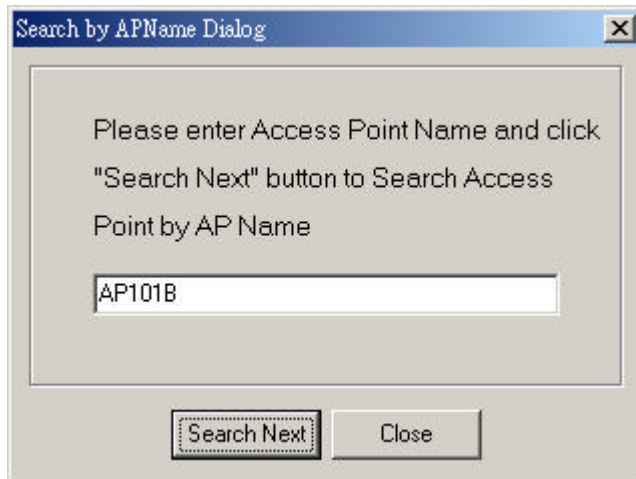 Search by APName Dialog
Please enter Access Point Name and click
"Search Next" button to Search Access
Point by AP Name
AP101B
Search Next Close